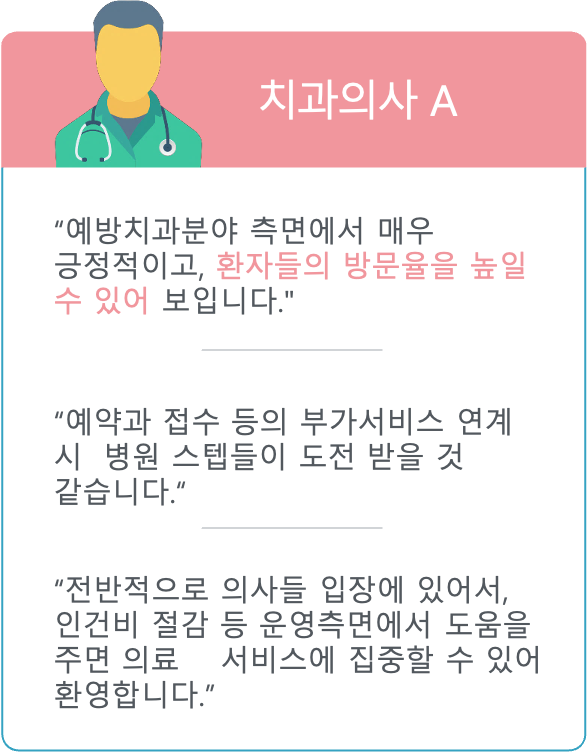 치과의사 A
“예방치과분야 측면에서 매우
긍정적이고, 환자들의 방문율을 높일
수 있어 보입니다."
“예약과 접수 등의 부가서비스 연계
시 병원 스텝들이 도전 받을 것
같습니다.“
“전반적으로 의사들 입장에 있어서,
인건비 절감 등 운영측면에서 도움을
주면 의료 서비스에 집중할 수 있어
환영합니다.”